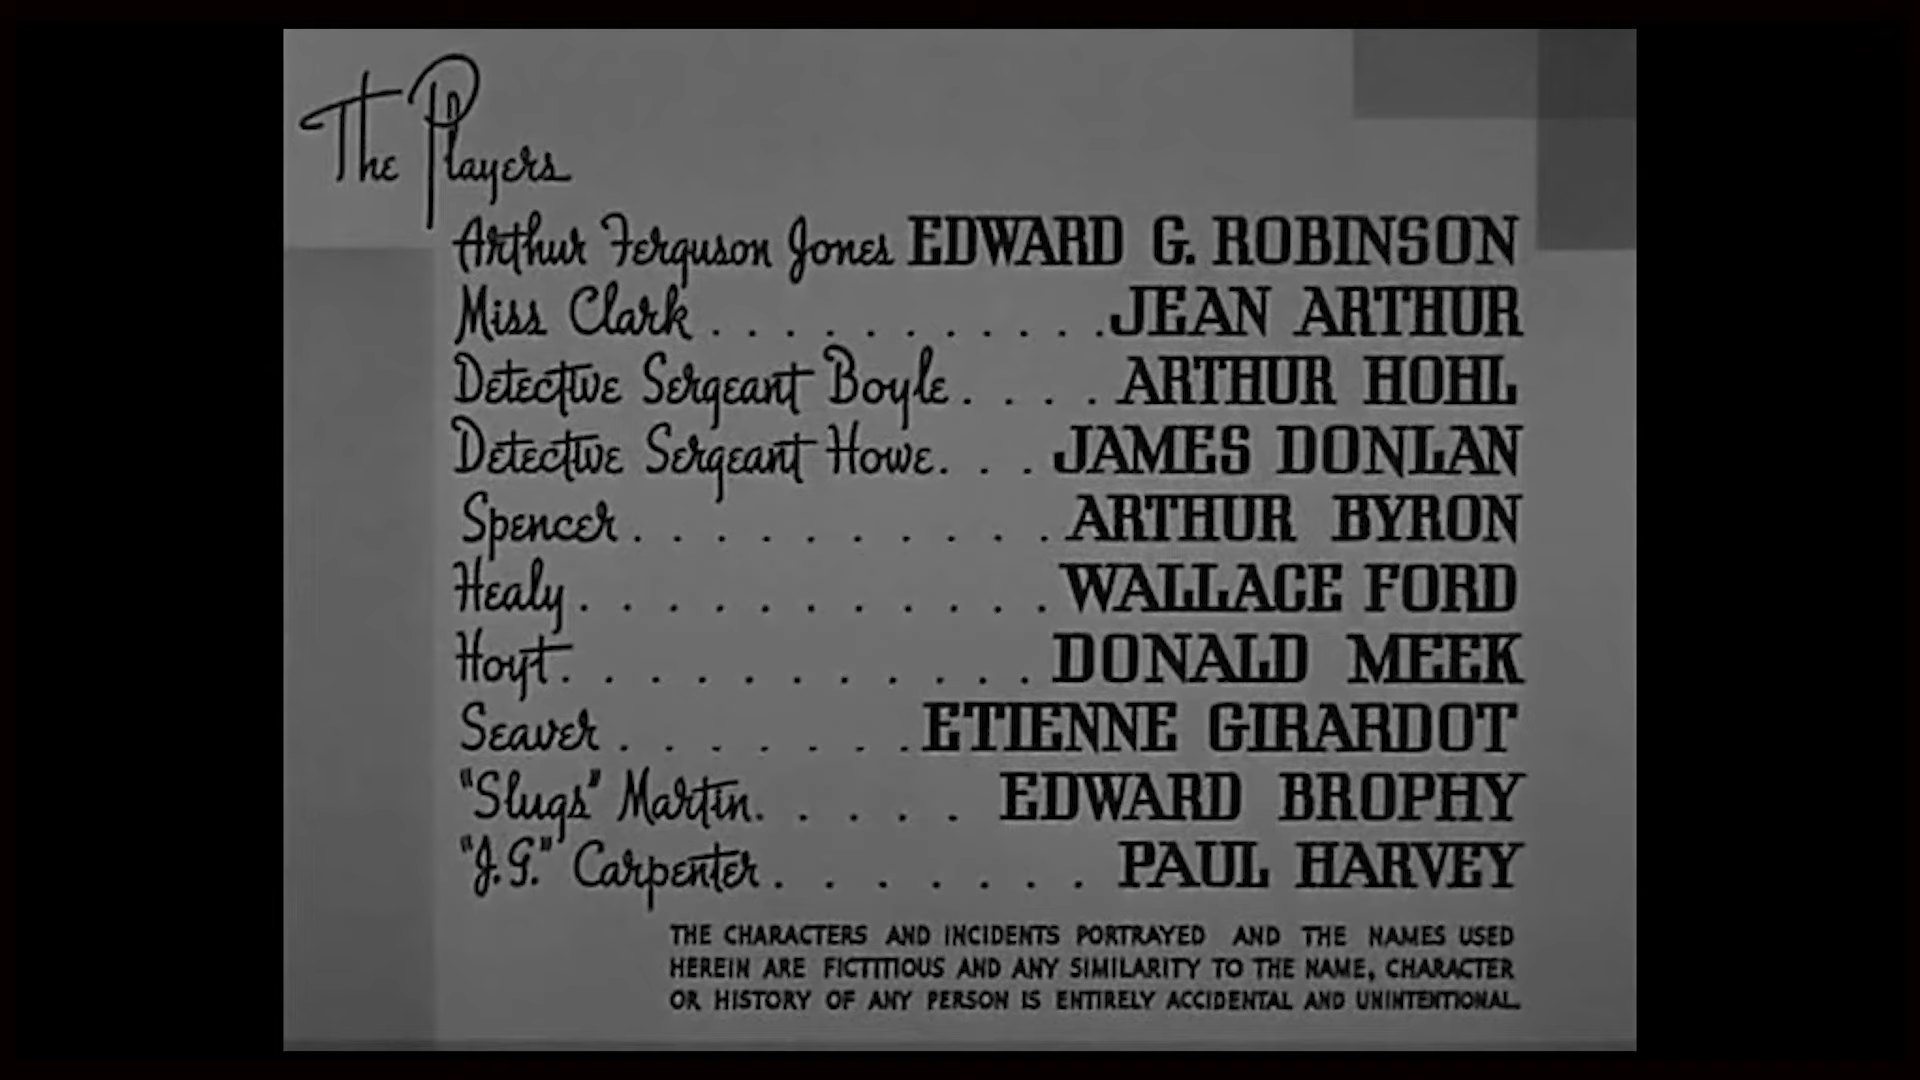 The Players
Arthur Ferguson Jones EDWARD G. ROBINSON
Miss Clark . . . . . . . . . . . JEAN ARTHUR
Detective Sergeant Boyle . . . . ARTHUR HOHL
Detective Sergeant Howe . . . JAMES DONLAN
Spencer . . . . . . . . . . . ARTHUR BYRON
Healy . . . . . . . . . . . . WALLACE FORD
Hoyt . . . . . . . . . . . . DONALD MEEK
Seaver . . . . . . . . ETIENNE GIRARDOT
"Slugs" Martin . . . . . EDWARD BROPHY
"J.G." Carpenter . . . . . . . PAUL HARVEY
THE CHARACTERS AND INCIDENTS PORTRAYED AND THE NAMES USED
HEREIN ARE FICTITIOUS AND ANY SIMILARITY TO THE NAME, CHARACTER
OR HISTORY OF ANY PERSON IS ENTIRELY ACCIDENTAL AND UNINTENTIONAL.